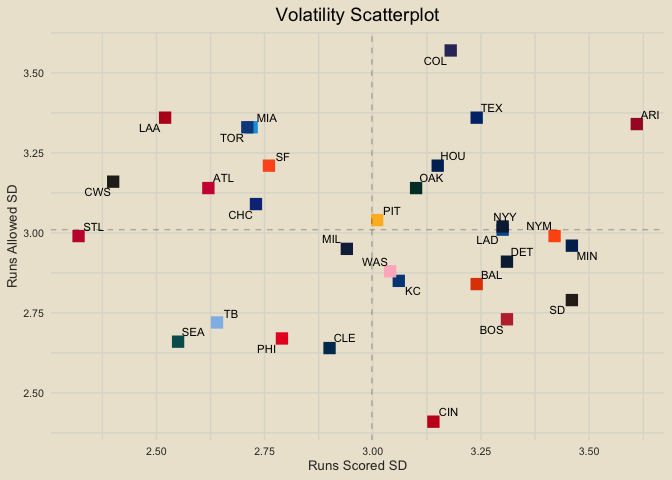 Volatility Scatterplot
COL
3.50
TEX
MIA
ARI
LAA
TOR
3.25
SF
HOU
ATL
OAK
CWS
CHC
PIT
NYY
STL
NYM
3.00
MIL
LAD
DET
MIN
WAS
BAL
KC
2.75
TB
SD
SEA
BOS
CLE
PHI
2.50
CIN
2.50
2.75
3.00
3.25
3.50
Runs Scored SD
Runs Allowed SD